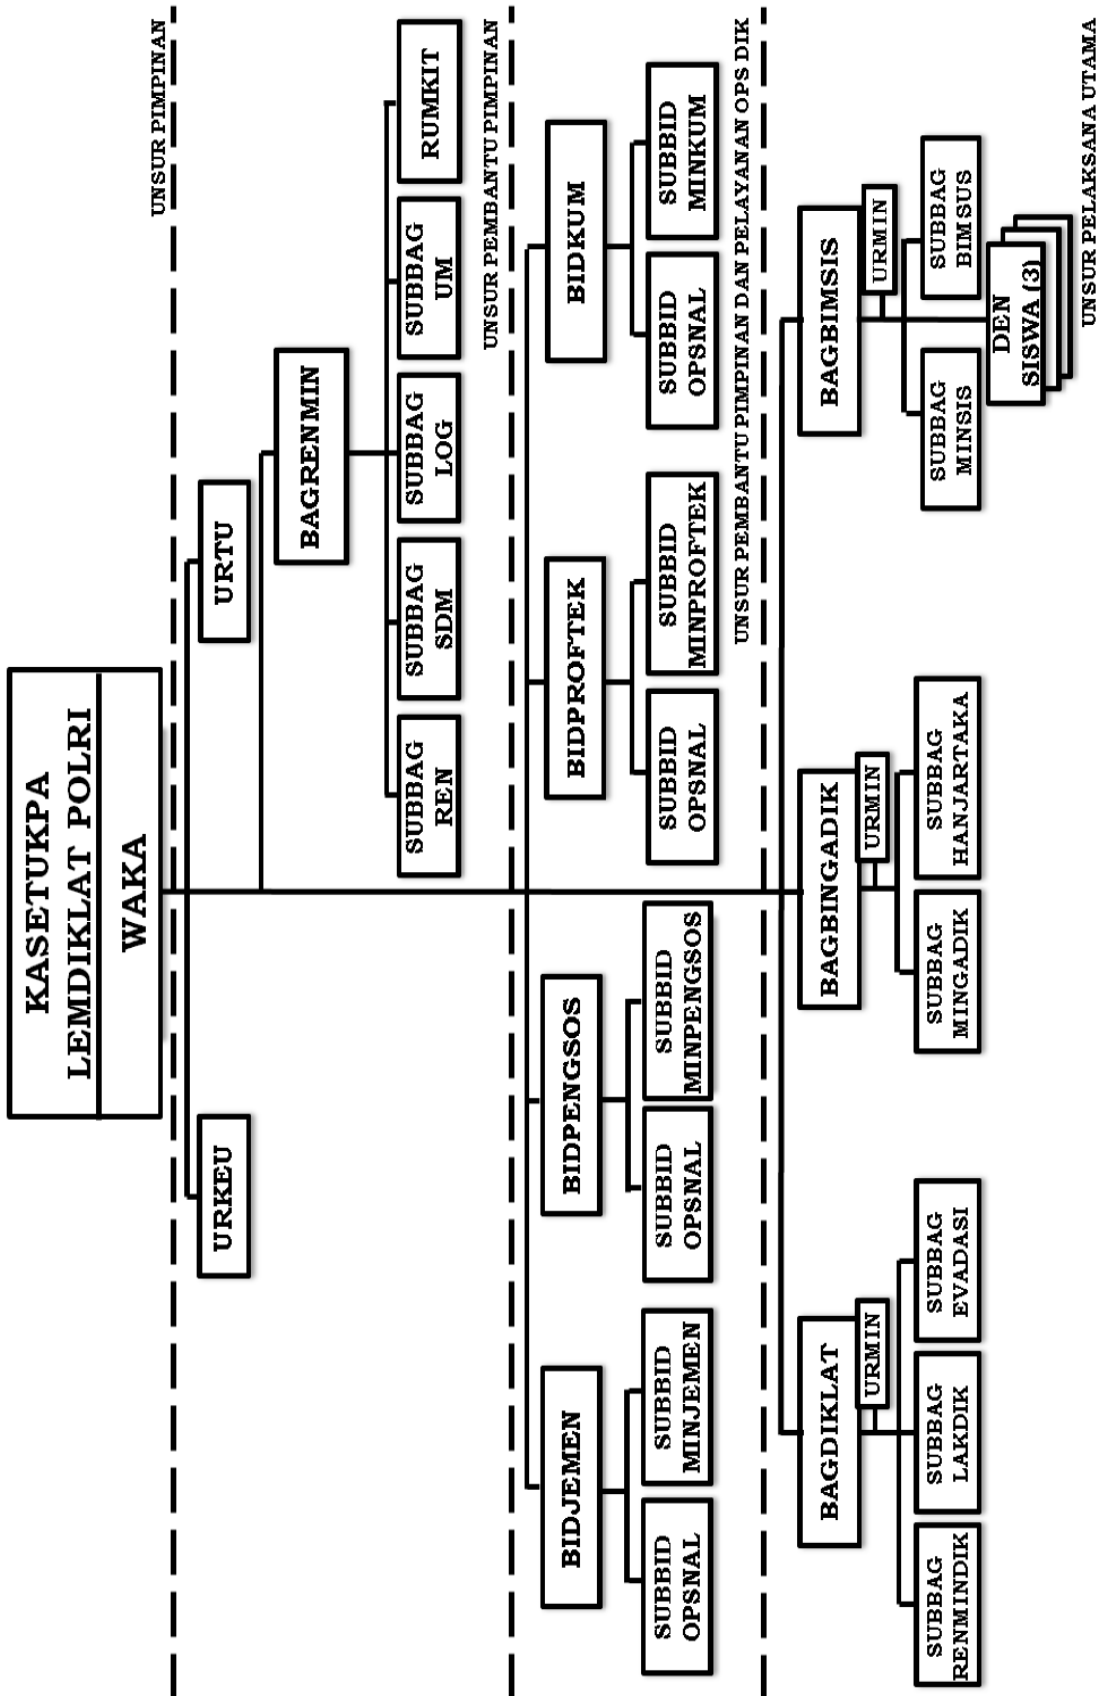 KASETUKPA
LEMDIKLAT POLRI
WAKA
UNSUR PIMPINAN
URKEU
URTU
BAGRENMIN
SUBBAG
REN
SUBBAG
SDM
SUBBAG
LOG
SUBBAG
UM
RUMKIT
UNSUR PEMBANTU PIMPINAN
BIDJEMEN
SUBBID
OPSNAL
SUBBID
MINJEMEN
BIDPENGSOS
SUBBID
OPSNAL
SUBBID
MINPENGSOS
BIDPROFTEK
SUBBID
OPSNAL
SUBBID
MINPROFTEK
BIDKUM
SUBBID
OPSNAL
SUBBID
MINKUM
UNSUR PEMBANTU PIMPINAN DAN PELAYANAN OPS DIK
BAGDIKLAT
URMIN
SUBBAG
RENMINDIK
SUBBAG
LAKDIK
SUBBAG
EVADASI
BAGBINGADIK
URMIN
SUBBAG
MINGADIK
SUBBAG
HANJARTAKA
BAGBIMSIS
URMIN
SUBBAG
MINSIS
SUBBAG
BIMSUS
DEN
SISWA (3)
UNSUR PELAKSANA UTAMA